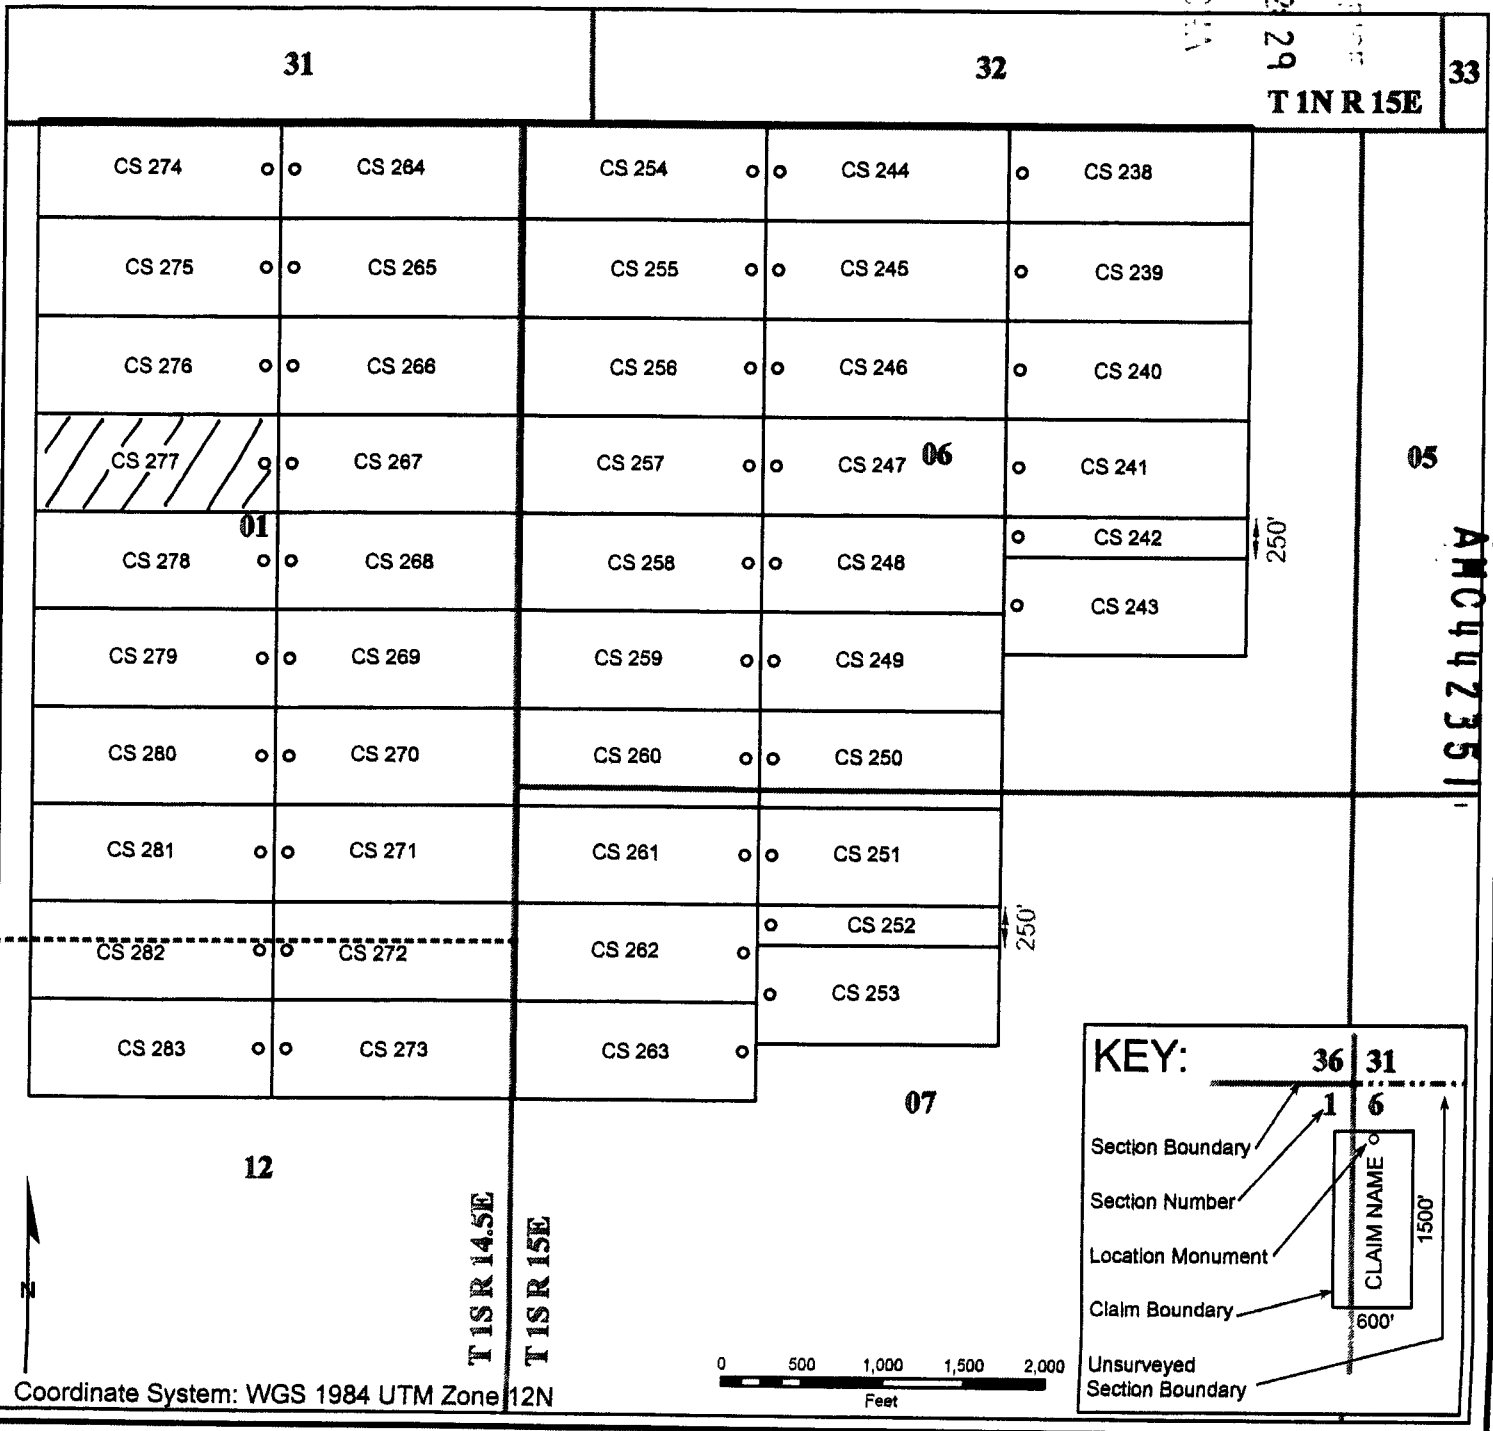 29
31
32
33
T 1N R 15E
CS 274
CS 264
CS 254
CS 244
CS 238
CS 275
CS 265
CS 255
CS 245
CS 239
CS 276
CS 266
CS 256
CS 246
CS 240
CS 277
CS 267
CS 257
CS 247
06
CS 241
05
01
CS 278
CS 268
CS 258
CS 248
CS 242
250'
CS 243
CS 279
CS 269
CS 259
CS 249
AMC442351
CS 280
CS 270
CS 260
CS 250
CS 281
CS 271
CS 261
CS 251
CS 282
CS 272
CS 262
CS 252
250'
CS 253
CS 283
CS 273
CS 263
07
12
T 1S R 14.5E
T 1S R 15E
N
KEY:
36 31
1 6
Section Boundary
Section Number
Location Monument
Claim Boundary
Unsurveyed
Section Boundary
CLAIM NAME
1500'
600'
0 500 1,000 1,500 2,000
Feet
Coordinate System: WGS 1984 UTM Zone 12N